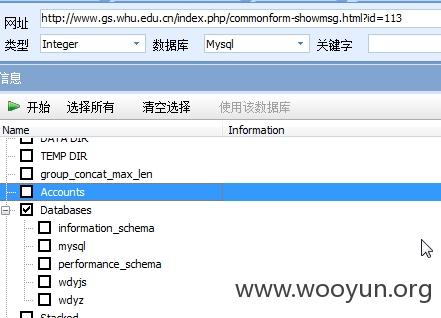 网址 http://www.gs.whu.edu.cn/index.php/commonform-showmsg.html?id=113
类型 Integer 数据库 Mysql 关键字
信息
开始 选择所有 清空选择 使用该数据库
Name Information
DATA DIR
TEMP DIR
group_concat_max_len
Accounts
Databases
information_schema
mysql
performance_schema
wdyjs
wdyz
Stacked
www.wooyun.org